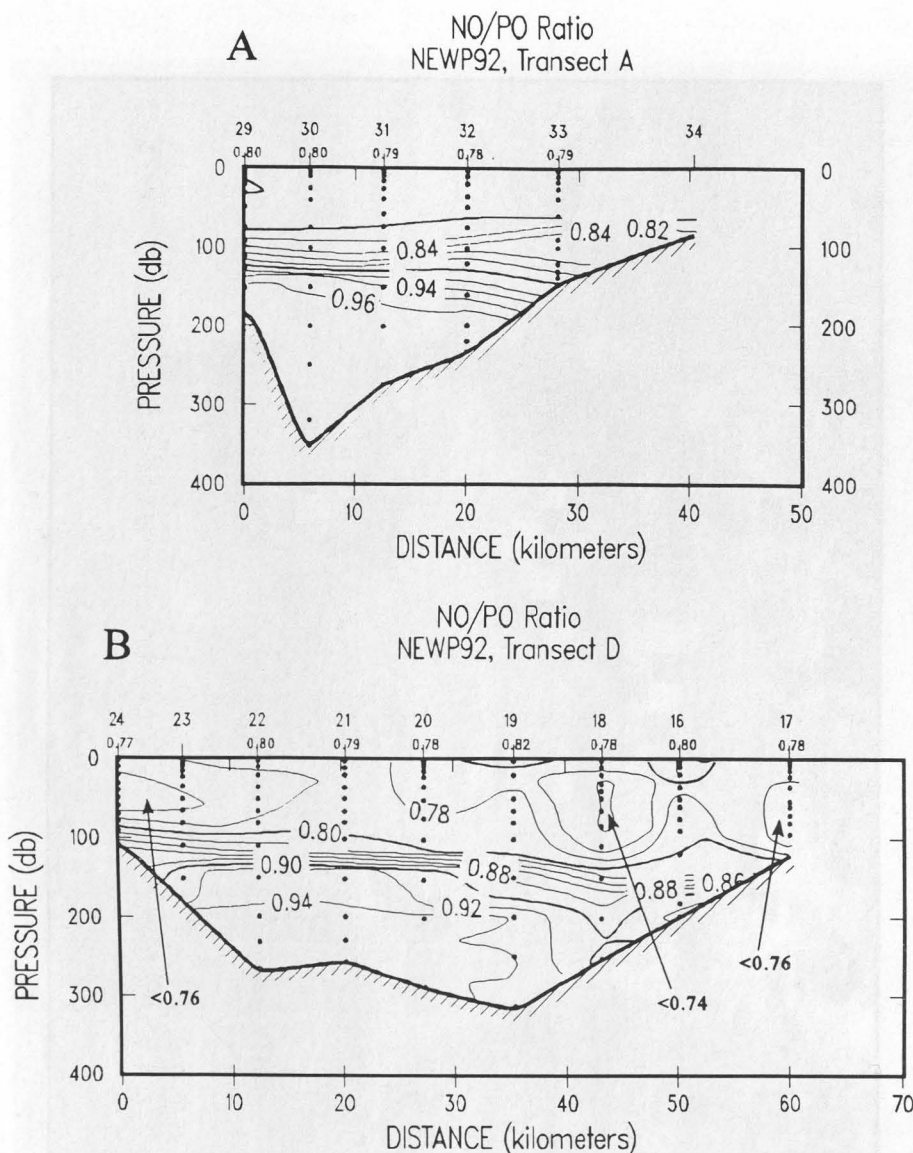 A
NO/PO Ratio
NEWP92, Transect A
29 30 31 32 33 34
0.80 0.80 0.79 0.78 0.79
0 0
100 100
200 200
300 300
400 400
0.84 0.84 0.82
0.94
0.96
PRESSURE (db)
0 10 20 30 40 50
DISTANCE (kilometers)
B
NO/PO Ratio
NEWP92, Transect D
24 23 22 21 20 19 18 16 17
0.77 0.80 0.79 0.78 0.82 0.78 0.80 0.78
0
100
200
300
400
0.78
0.80
0.90 0.88 0.88 0.86
0.94 0.92
<0.76 <0.74 <0.76
PRESSURE (db)
0 10 20 30 40 50 60 70
DISTANCE (kilometers)